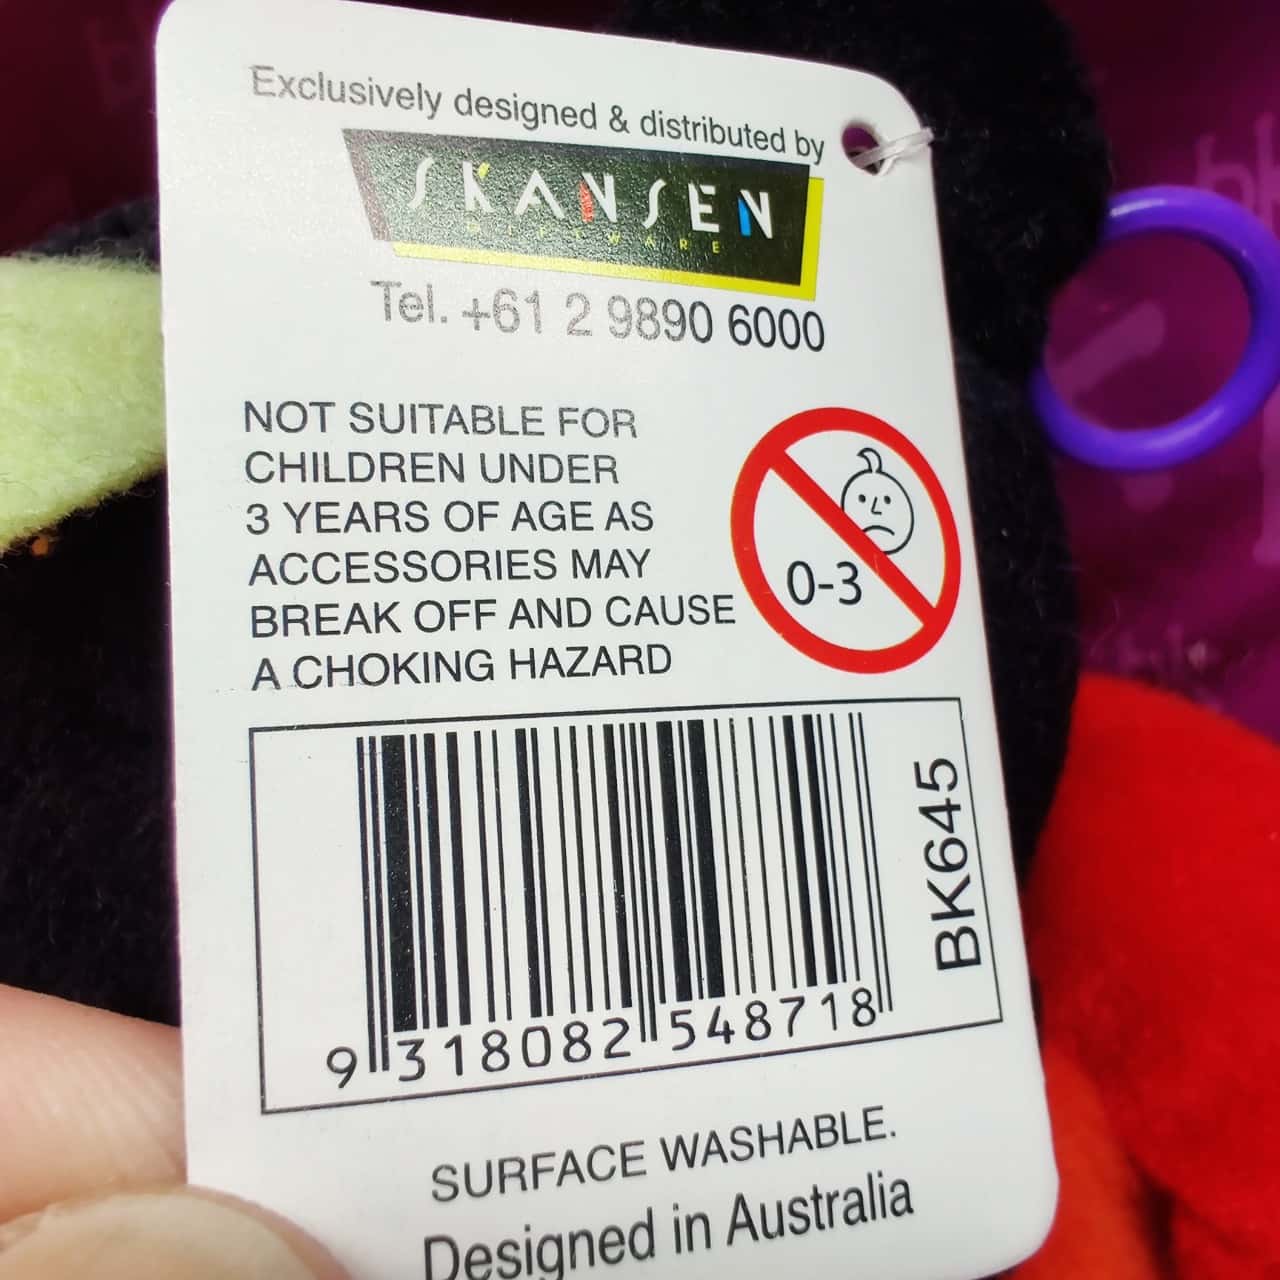 Exclusively designed & distributed by
SKANSEN
GIFTWARE
Tel. +61 2 9890 6000
NOT SUITABLE FOR
CHILDREN UNDER
3 YEARS OF AGE AS
ACCESSORIES MAY
BREAK OFF AND CAUSE
A CHOKING HAZARD
0-3
BK645
9 318082 548718
SURFACE WASHABLE.
Designed in Australia